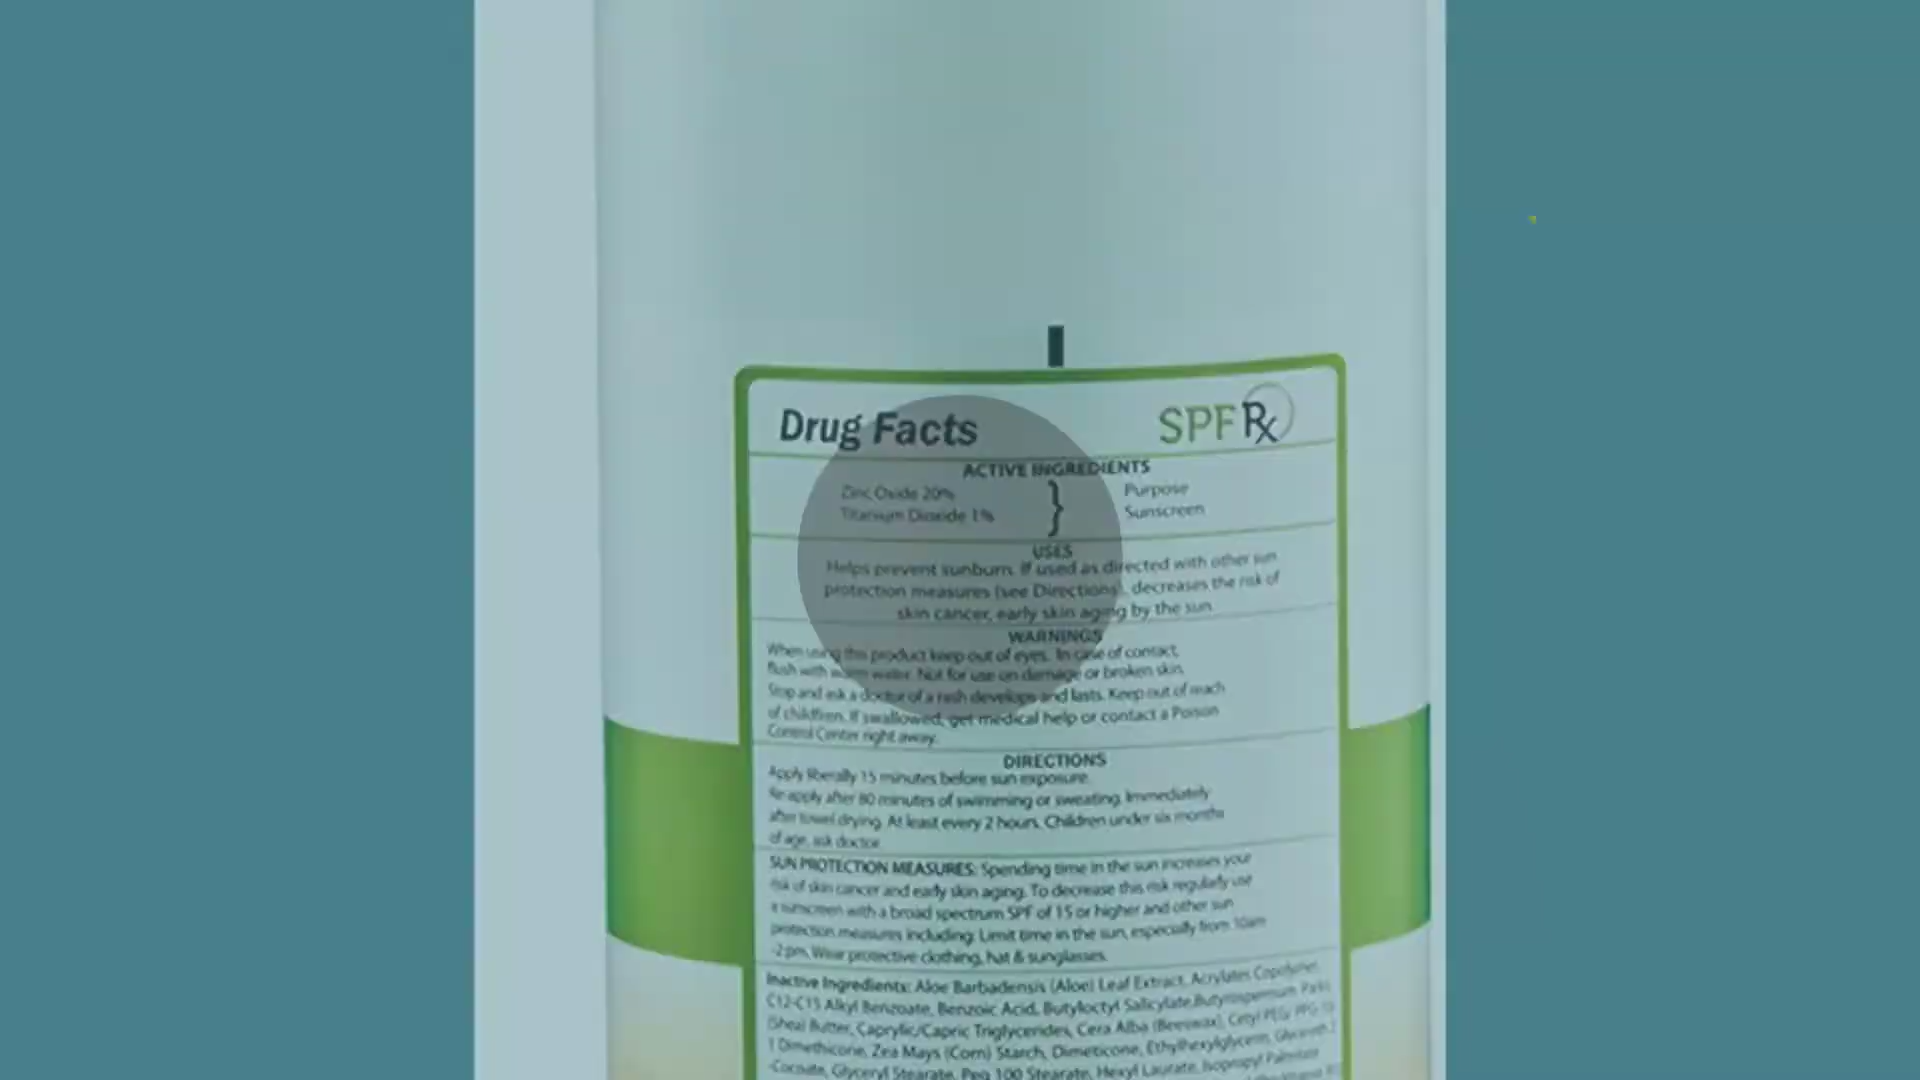 Drug Facts
SPF Rx
ACTIVE INGREDIENTS
Zinc Oxide 20%
Titanium Dioxide 1%
}
Purpose
Sunscreen
USES
Helps prevent sunburn. If used as directed with other sun
protection measures (see Directions), decreases the risk of
skin cancer, early skin aging by the sun.
WARNINGS
When using this product keep out of eyes. In case of contact,
flush with warm water. Not for use on damage or broken skin.
Stop and ask a doctor of a rash develops and lasts. Keep out of reach
of If swallowed, get medical help or contact a Poison
Control Center right away.
DIRECTIONS
Apply liberally 15 minutes before sun exposure.
Re apply after 80 minutes of swimming or sweating. Immediately
after towel drying. At least every 2 hours. Children under six months
of age, ask doctor.
SUN PROTECTION MEASURES: Spending time in the sun increases your
risk of skin cancer and early skin aging. To decrease this risk regularly use
a sunscreen with a broad spectrum SPF of 15 or higher and other sun
protection measures including: Limit time in the sun, especially from 10am
-2pm, Wear protective clothing, hat & sunglasses.
Inactive Ingredients: Aloe Barbadensis (Aloe) Leaf Extract, Acrylates Copolymer,
C12-C15 Alkyl Benzoate, Benzoic Acid, Butyloctyl Salicylate, Butyrospermum Parkii
(Shea) Butter, Caprylic/Capric Triglycerides, Cera Alba (Beeswax), Cetyl PEG/PPG-10
1 Dimethicone, Zea Mays (Corn) Starch, Dimeticone, Ethylhexylglycerin,
-Cocoate, Glyceryl Stearate, Peg 100 Stearate, Hexyl Laurate, Isopropyl Palmitate